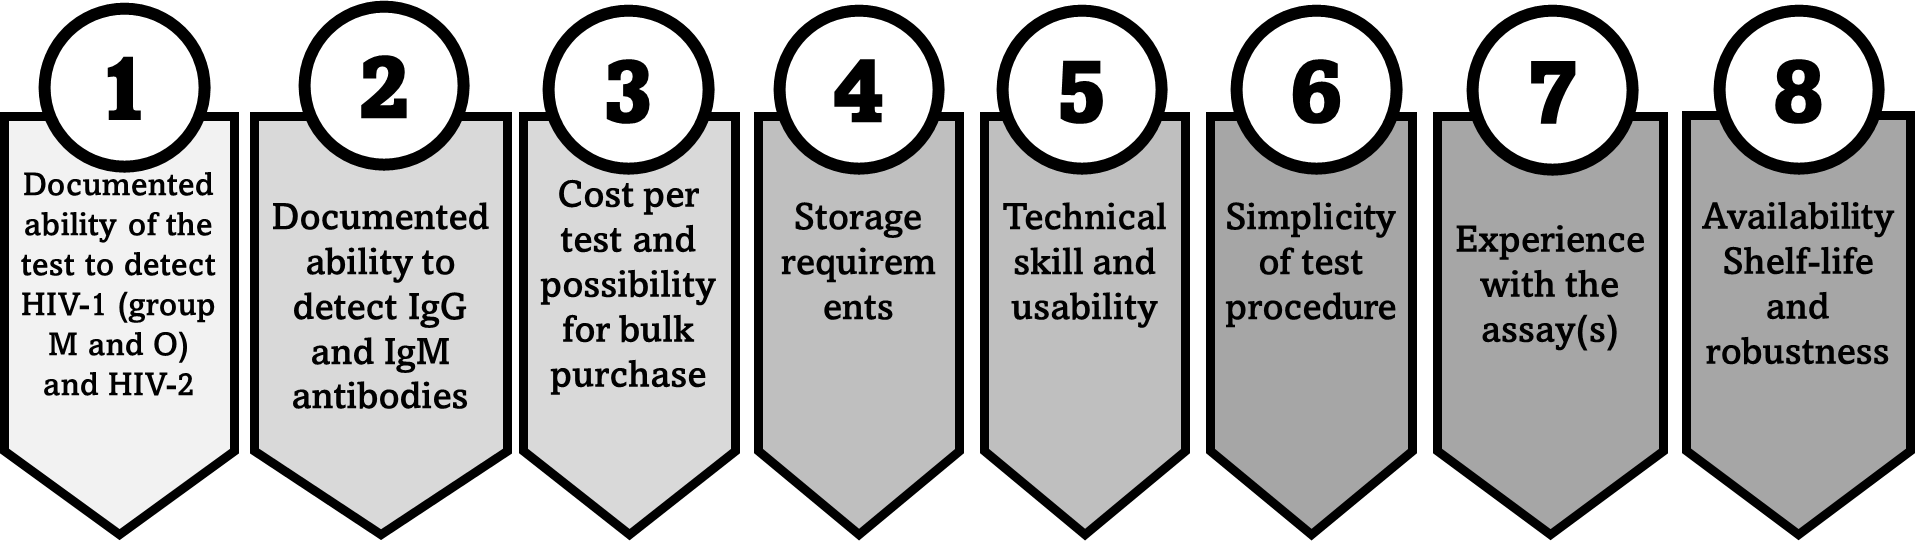 1
Documented
ability of the
test to detect
HIV-1 (group
M and O)
and HIV-2
2
Documented
ability to
detect IgG
and IgM
antibodies
3
Cost per
test and
possibility
for bulk
purchase
4
Storage
requirem
ents
5
Technical
skill and
usability
6
Simplicity
of test
procedure
7
Experience
with the
assay(s)
8
Availability
Shelf-life
and
robustness